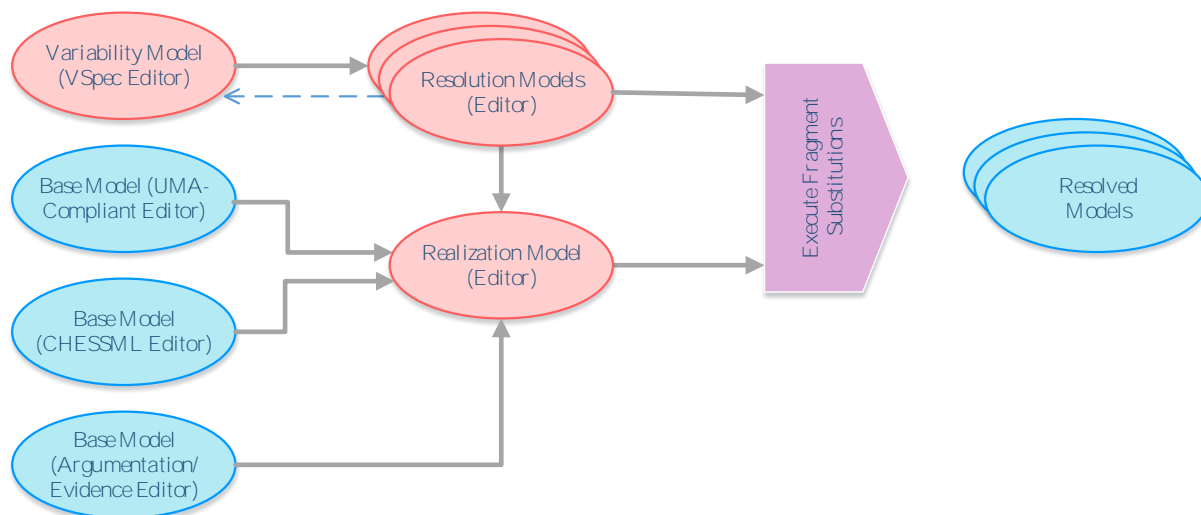 Variability Model
(VSpec Editor)
Resolution Models
(Editor)
Execute Fragment
Substitutions
Base Model (UMA-
Compliant Editor)
Resolved
Models
Realization Model
(Editor)
Base Model
(CHESSML Editor)
Base Model
(Argumentation/
Evidence Editor)